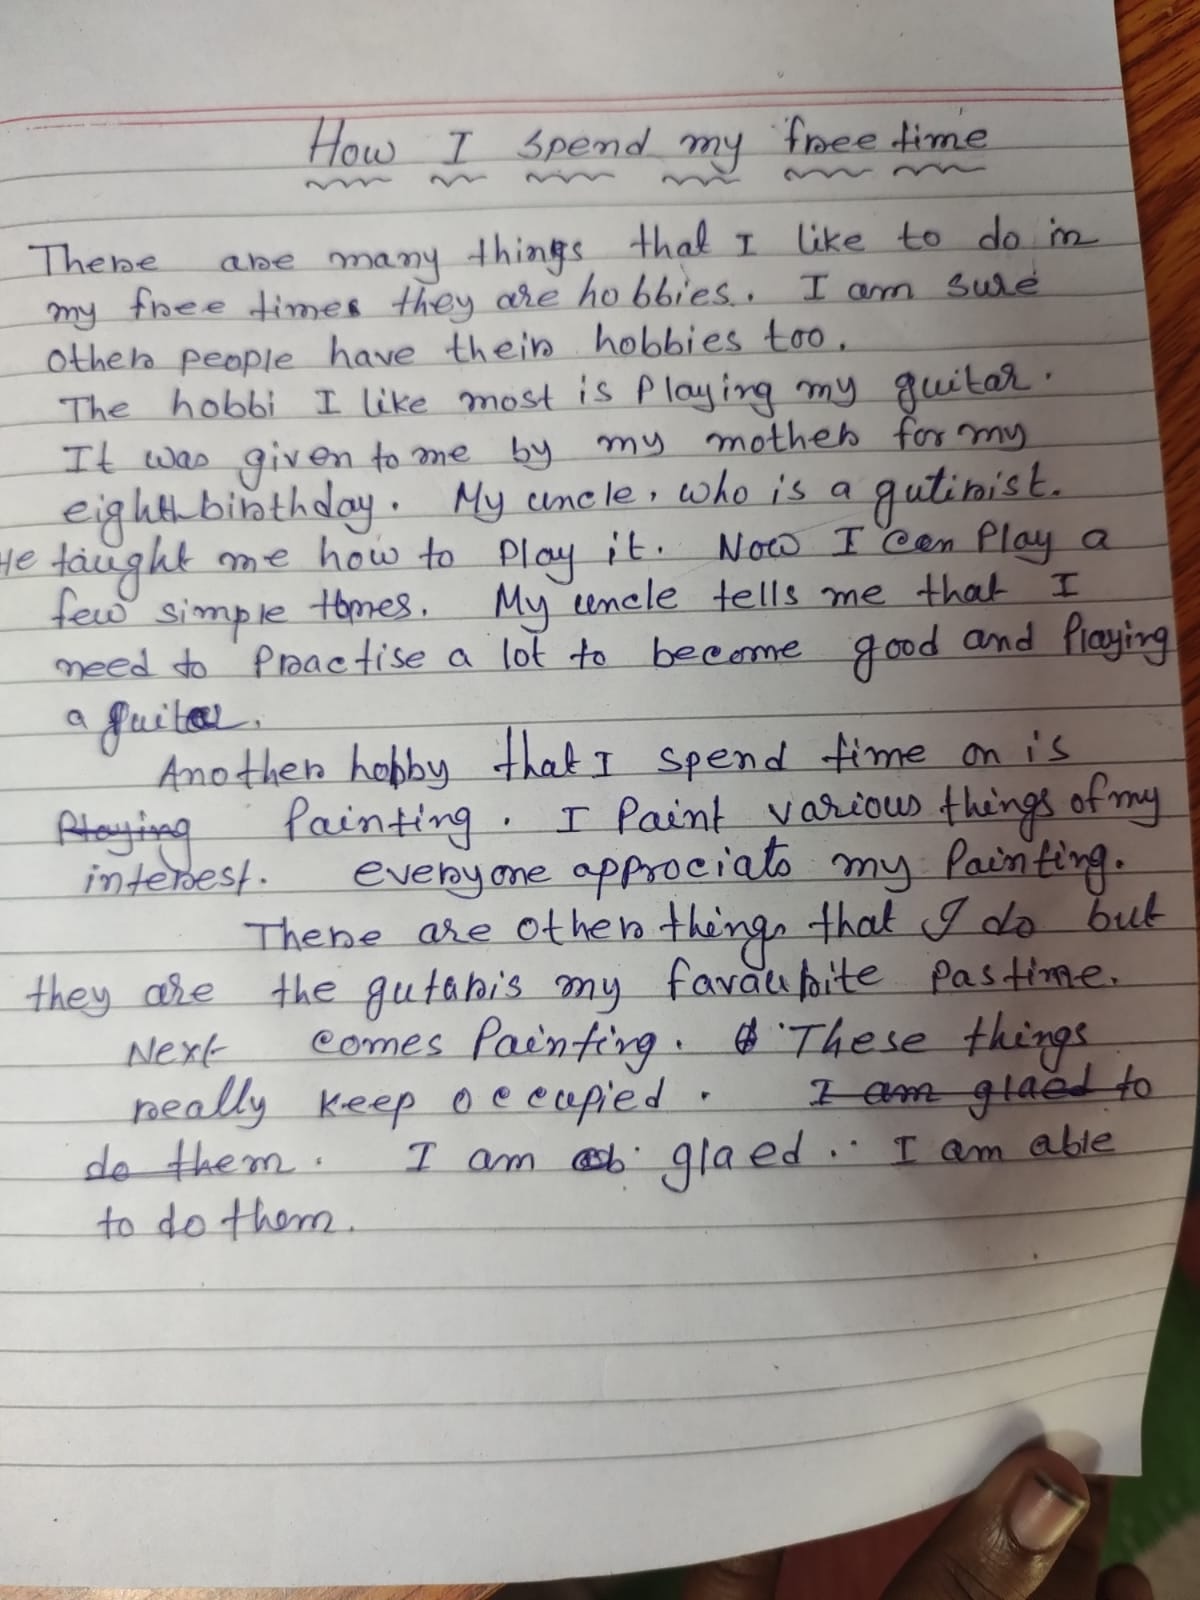 How I spend my free time
There are many things that I like to do in
my free times they are hobbies. I am sure
other people have their hobbies too.
The hobbi I like most is Playing my guitar.
It was given to me by my mother for my
eighth birthday. My uncle, who is a gutirist.
He taught me how to Play it. Now I can Play a
few simple My uncle tells me that I
need to Practise a lot to become good and Playing
a guitar.
Another hobby that I spend time on is
Playing Painting. I Paint various things of my
interest. everyone approciats my Painting.
There are other things that I do but
they are the gutaris my favaurite Pastime.
Next comes Painting. These things
really keep occupied. I am glaed to
do them. I am glaed. I am able
to do them.